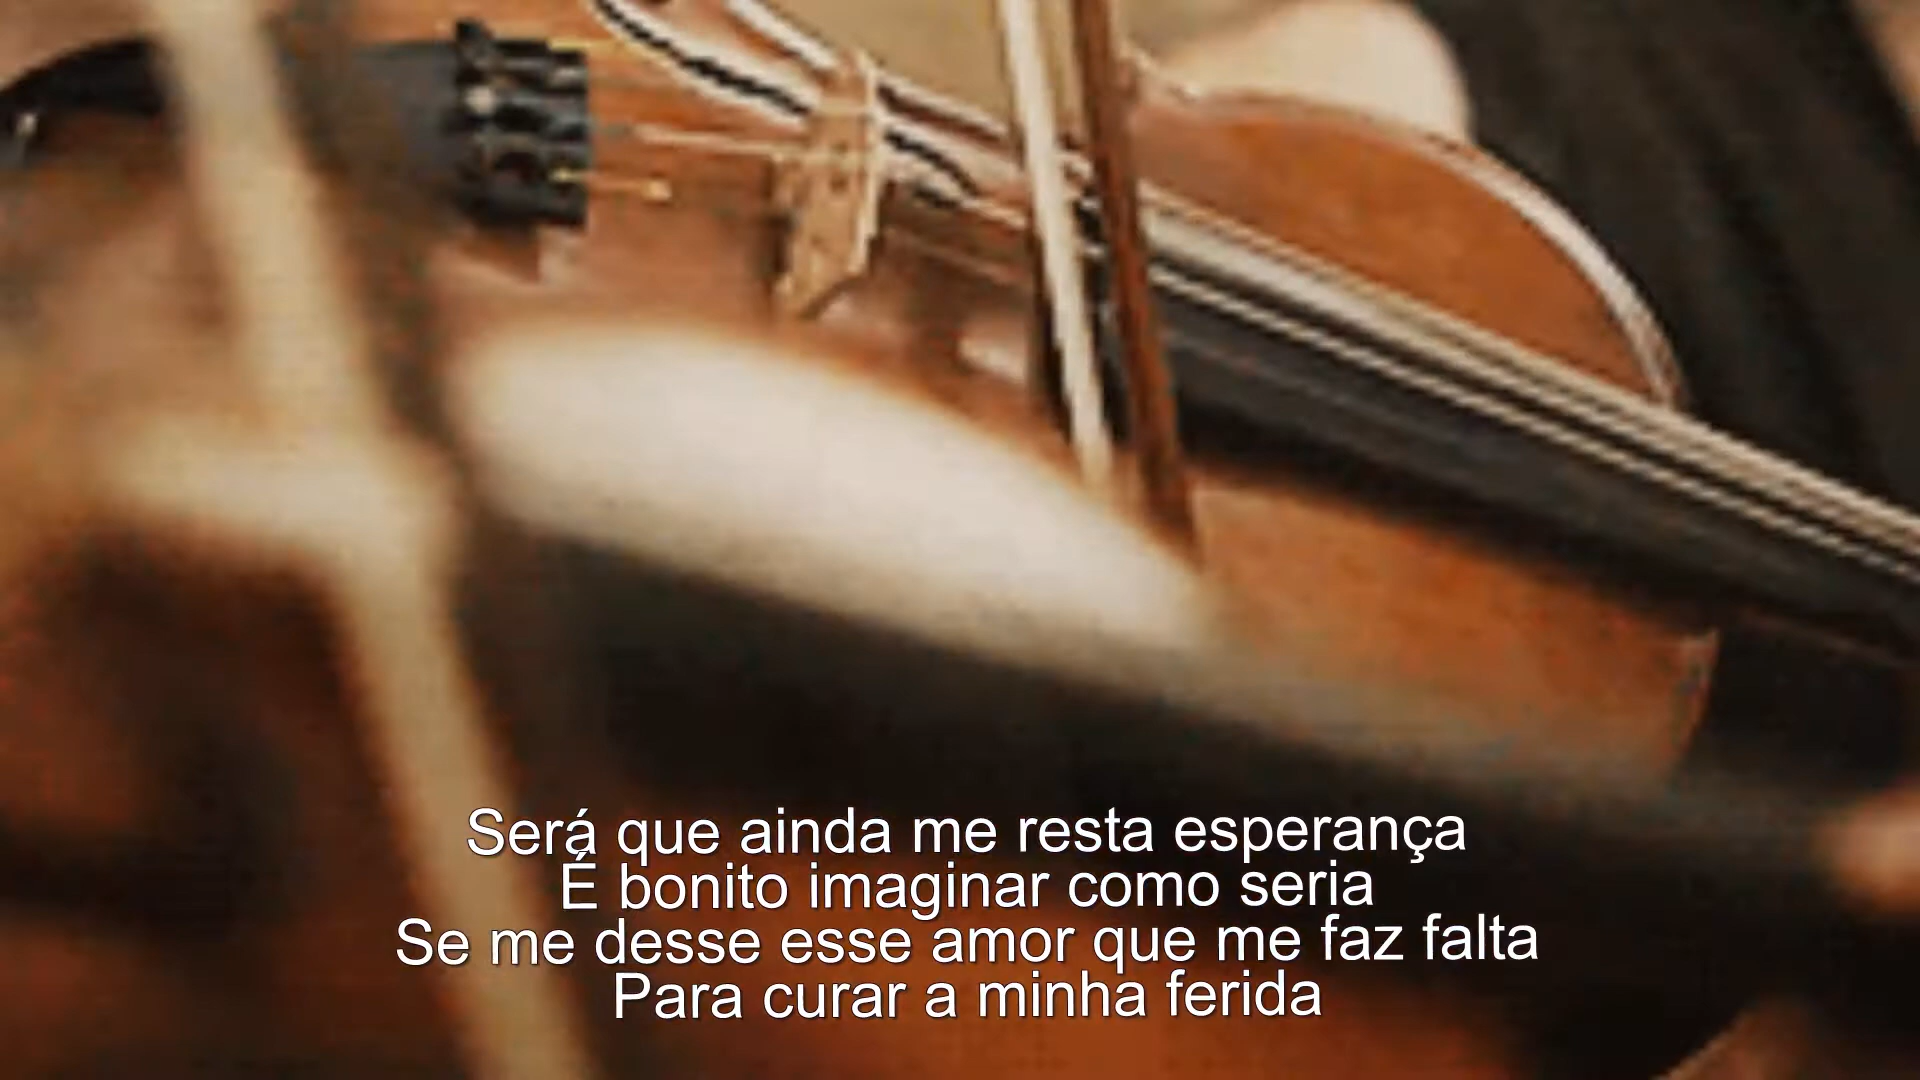 Será que ainda me resta esperança
É bonito imaginar como seria
Se me desse esse amor que me faz falta
Para curar a minha ferida